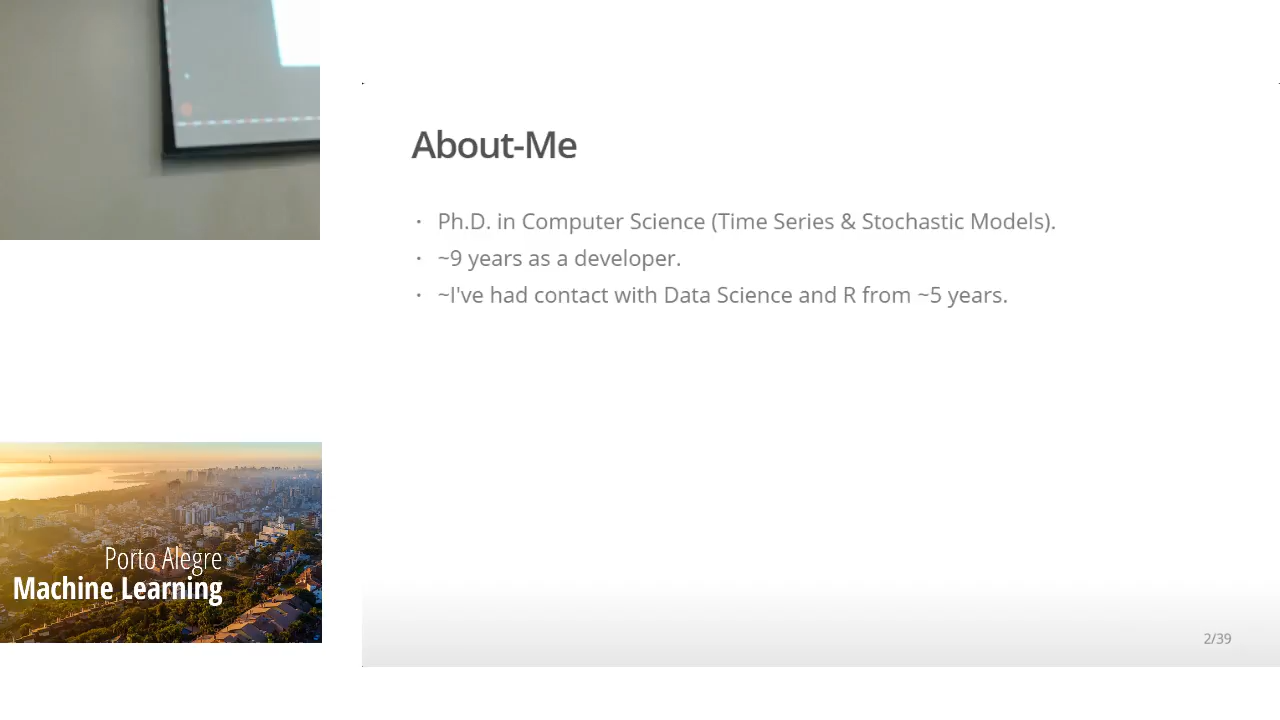 About-Me
· Ph.D. in Computer Science (Time Series & Stochastic Models).
· ~9 years as a developer.
· ~I've had contact with Data Science and R from ~5 years.
Porto Alegre
Machine Learning
2/39